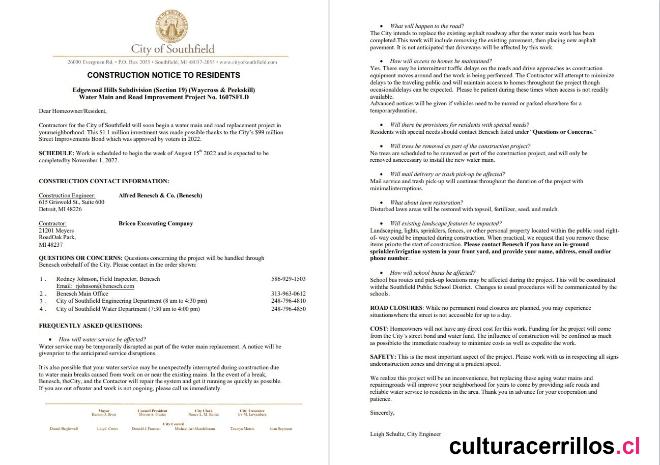 City of Southfield
26000 Evergreen Rd. • P.O. Box 2055 • Southfield, MI 48037-2055 • www.cityofsouthfield.com
CONSTRUCTION NOTICE TO RESIDENTS
Edgewood Hills Subdivision (Section 19) (Waycross & Peekskill)
Water Main and Road Improvement Project No. 1607SFLD
Dear Homeowner/Resident,
Contractors for the City of Southfield will soon begin a water main and road replacement project in
yourneighborhood. This $1.1 million investment was made possible thanks to the City's $99 million
Street Improvements Bond which was approved by voters in 2022.
SCHEDULE: Work is scheduled to begin the week of August 15th 2022 and is expected to be
completedby November 1, 2022.
CONSTRUCTION CONTACT INFORMATION:
Construction Engineer: Alfred Benesch & Co. (Benesch)
615 Griswold St., Suite 600
Detroit, MI 48226
Contractor: Bricco Excavating Company
21201 Meyers
RoadOak Park,
MI 48237
QUESTIONS OR CONCERNS: Questions concerning the project will be handled through
Benesch onbehalf of the City. Please contact in the order shown:
1 . Rodney Johnson, Field Inspector, Benesch 586-929-1503
Email: rjohnson@benesch.com
2 . Benesch Main Office 313-963-0612
3 . City of Southfield Engineering Department (8 am to 4:30 pm) 248-796-4810
4 . City of Southfield Water Department (7:30 am to 4:00 pm) 248-796-4850
FREQUENTLY ASKED QUESTIONS:
• How will water service be affected?
Water service may be temporarily disrupted as part of the water main replacement. A notice will be
givenprior to the anticipated service disruptions.
It is also possible that your water service may be unexpectedly interrupted during construction due
to water main breaks caused from work on or near the existing mains. In the event of a break,
Benesch, theCity, and the Contractor will repair the system and get it running as quickly as possible.
If you are out ofwater and work is not ongoing, please call us immediately.
Mayor Council President City Clerk City Treasurer
City Council
• What will happen to the road?
The City intends to replace the existing asphalt roadway after the water main work has been
completed.This work will include removing the existing pavement, then placing new asphalt
pavement. It is not anticipated that driveways will be affected by this work.
• How will access to homes be maintained?
Yes. There may be intermittent traffic delays on the roads and drive approaches as construction
equipment moves around and the work is being performed. The Contractor will attempt to minimize
delays to the traveling public and will maintain access to homes throughout the project though
occasionaldelays can be expected. Please be patient during these times when access is not readily
available.
Advanced notices will be given if vehicles need to be moved or parked elsewhere for a
temporaryduration.
• Will there be provisions for residents with special needs?
Residents with special needs should contact Benesch listed under "Questions or Concerns."
• Will trees be removed as part of the construction project?
No trees are scheduled to be removed as part of the construction project, and will only be
removed asnecessary to install the new water main.
• Will mail delivery or trash pick-up be affected?
Mail service and trash pick-up will continue throughout the duration of the project with
minimalinterruptions.
• What about lawn restoration?
Disturbed lawn areas will be restored with topsoil, fertilizer, seed, and mulch.
• Will existing landscape features be impacted?
Landscaping, lights, sprinklers, fences, or other personal property located within the public road right-
of- way could be impacted during construction. When practical, we request that you remove these
items priorto the start of construction. Please contact Benesch if you have an in-ground
sprinkler/irrigation system in your front yard, and provide your name, address, email and/or
phone number.
• How will school buses be affected?
School bus routes and pick-up locations may be affected during the project. This will be coordinated
withthe Southfield Public School District. Changes to usual procedures will be communicated by the
schools.
ROAD CLOSURES: While no permanent road closures are planned, you may experience
situationswhere the street is not accessible for up to a day.
COST: Homeowners will not have any direct cost for this work. Funding for the project will come
from the City's street bond and water fund. The influence of construction will be confined as much
as possibleto the immediate roadway to minimize costs as well as expedite the work.
SAFETY: This is the most important aspect of the project. Please work with us in respecting all signs
andconstruction zones and driving at a prudent speed.
We realize this project will be an inconvenience, but replacing these aging water mains and
repairingroads will improve your neighborhood for years to come by providing safe roads and
reliable water service to residents in the area. Thank you in advance for your cooperation and
patience.
Sincerely,
Leigh Schultz, City Engineer
culturacerrillos.cl